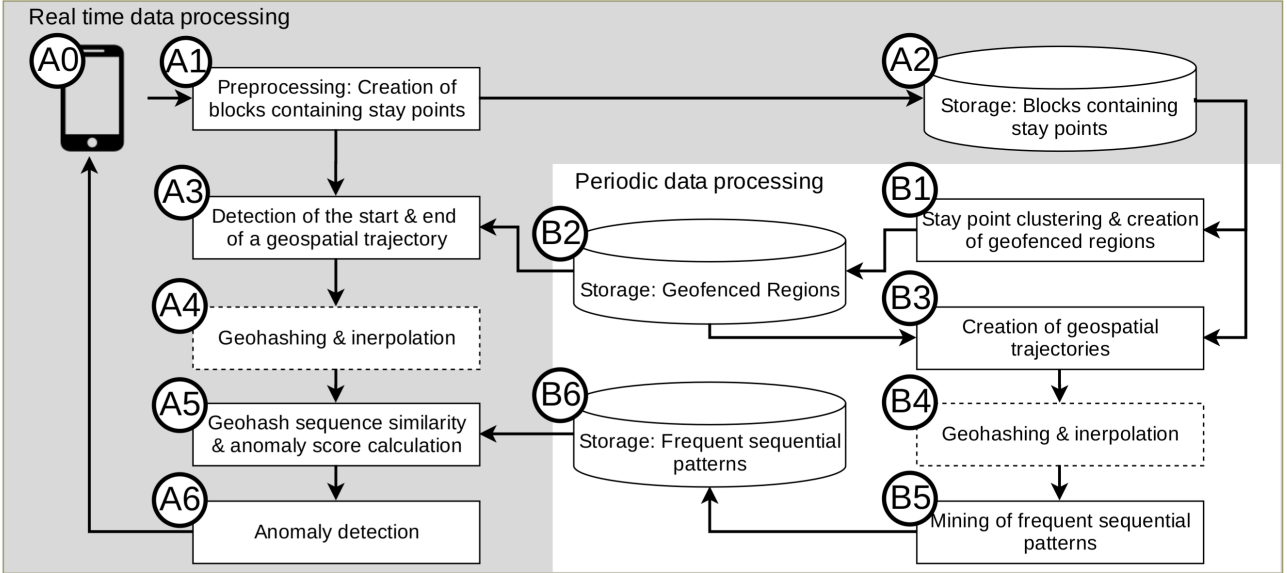 Real time data processing
A0
A1
Preprocessing: Creation of
blocks containing stay points
A2
Storage: Blocks containing
stay points
A3
Detection of the start & end
of a geospatial trajectory
Periodic data processing
B1
Stay point clustering & creation
of geofenced regions
B2
Storage: Geofenced Regions
A4
Geohashing & inerpolation
B3
Creation of geospatial
trajectories
A5
Geohash sequence similarity
& anomaly score calculation
B6
Storage: Frequent sequential
patterns
B4
Geohashing & inerpolation
A6
Anomaly detection
B5
Mining of frequent sequential
patterns